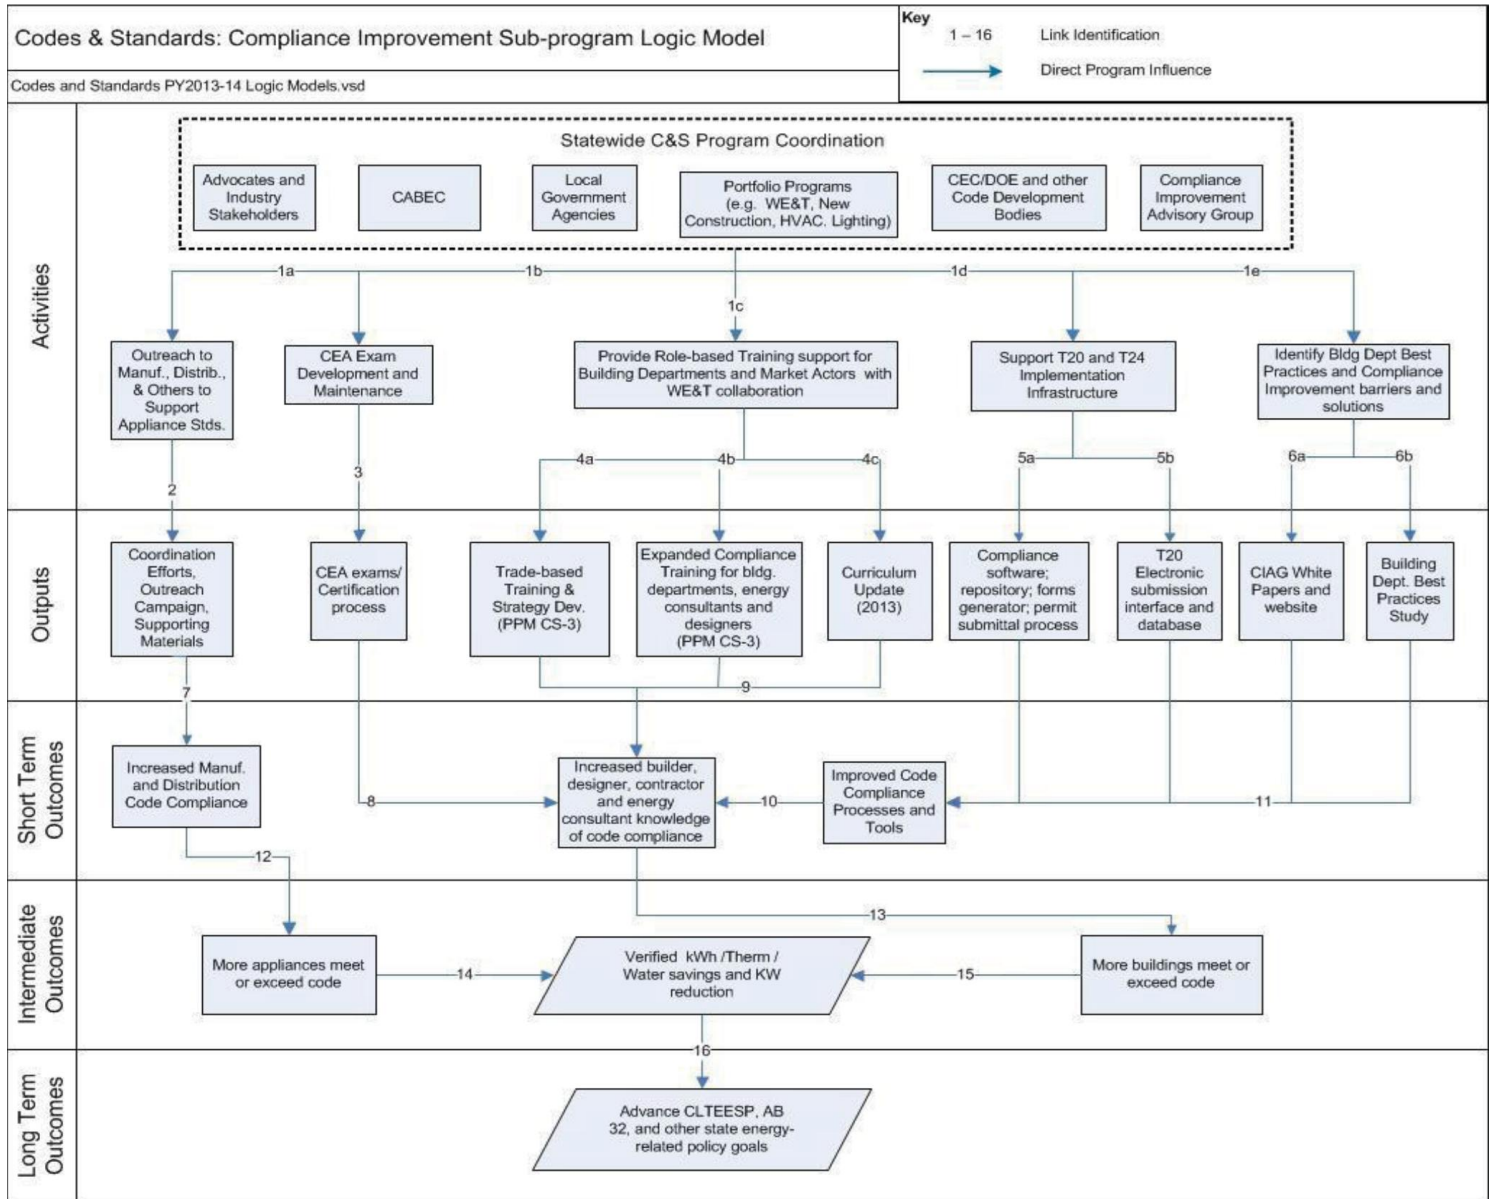 Codes & Standards: Compliance Improvement Sub-program Logic Model
Codes and Standards PY2013-14 Logic Models.vsd
Key
1 – 16 Link Identification
Direct Program Influence
Activities
Statewide C&S Program Coordination
Advocates and
Industry
Stakeholders
CABEC
Local
Government
Agencies
Portfolio Programs
(e.g. WE&T, New
Construction, HVAC. Lighting)
CEC/DOE and other
Code Development
Bodies
Compliance
Improvement
Advisory Group
1a
1b
1c
1d
1e
Outreach to
Manuf., Distrib.,
& Others to
Support
Appliance Stds.
CEA Exam
Development and
Maintenance
Provide Role-based Training support for
Building Departments and Market Actors with
WE&T collaboration
Support T20 and T24
Implementation
Infrastructure
Identify Bldg Dept Best
Practices and Compliance
Improvement barriers and
solutions
2
3
4a
4b
4c
5a
5b
6a
6b
Outputs
Coordination
Efforts,
Outreach
Campaign,
Supporting
Materials
CEA exams/
Certification
process
Trade-based
Training &
Strategy Dev.
(PPM CS-3)
Expanded Compliance
Training for bldg.
departments, energy
consultants and
designers
(PPM CS-3)
Curriculum
Update
(2013)
Compliance
software;
repository; forms
generator; permit
submittal process
T20
Electronic
submission
interface and
database
CIAG White
Papers and
website
Building
Dept. Best
Practices
Study
7
9
Short Term
Outcomes
Increased Manuf.
and Distribution
Code Compliance
8
Increased builder,
designer, contractor
and energy
consultant knowledge
of code compliance
10
Improved Code
Compliance
Processes and
Tools
11
12
Intermediate
Outcomes
13
More appliances meet
or exceed code
14
Verified kWh /Therm /
Water savings and KW
reduction
15
More buildings meet or
exceed code
16
Long Term
Outcomes
Advance CLTEESP, AB
32, and other state energy-
related policy goals